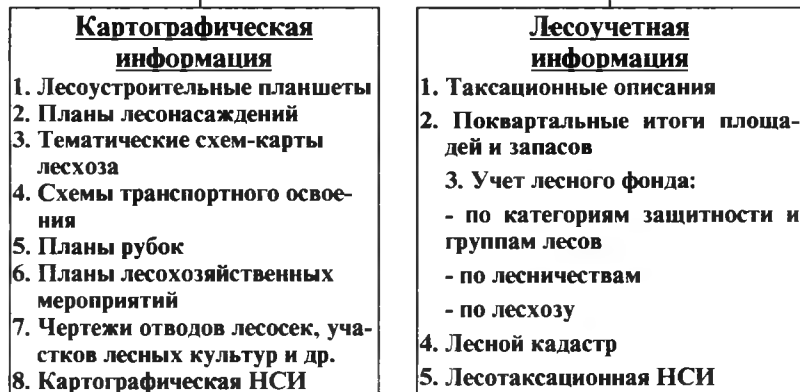 Картографическая
информация
1. Лесоустроительные планшеты
2. Планы лесонасаждений
3. Тематические схем-карты
лесхоза
4. Схемы транспортного освое-
ния
5. Планы рубок
6. Планы лесохозяйственных
мероприятий
7. Чертежи отводов лесосек, уча-
стков лесных культур и др.
8. Картографическая НСИ
Лесоучетная
информация
1. Таксационные описания
2. Поквартальные итоги площа-
дей и запасов
3. Учет лесного фонда:
- по категориям защитности и
группам лесов
- по лесничествам
- по лесхозу
4. Лесной кадастр
5. Лесотаксационная НСИ